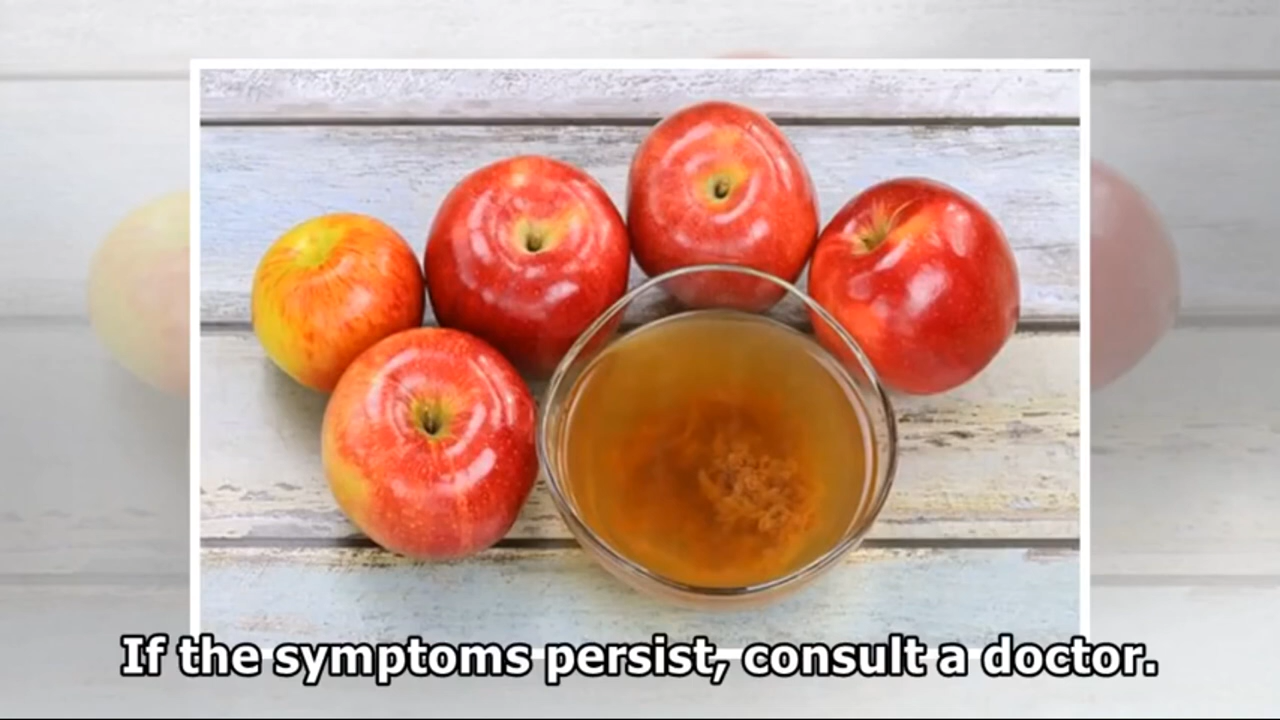 If the symptoms persist, consult a doctor.